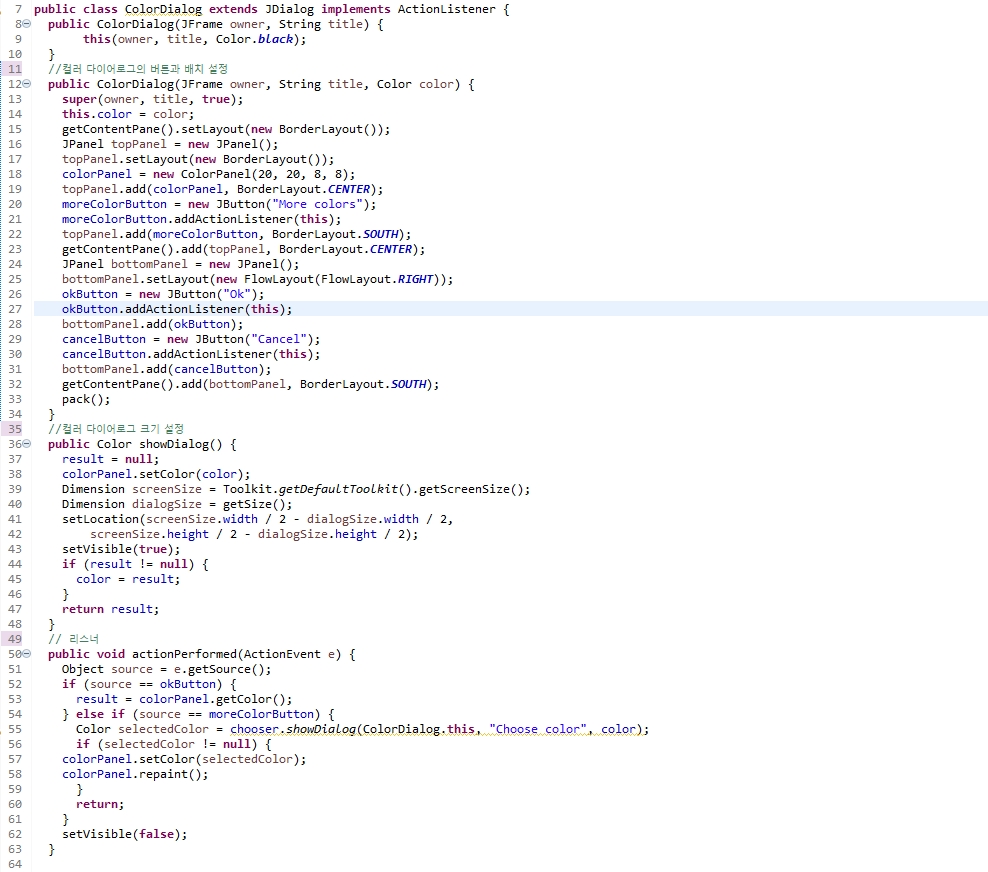 7 public class ColorDialog extends JDialog implements ActionListener {
8 public ColorDialog(JFrame owner, String title) {
9 this(owner, title, Color.black);
10 }
11 //컬러 다이어로그의 버튼과 배치 설정
12 public ColorDialog(JFrame owner, String title, Color color) {
13 super(owner, title, true);
14 this.color = color;
15 getContentPane().setLayout(new BorderLayout());
16 JPanel topPanel = new JPanel();
17 topPanel.setLayout(new BorderLayout());
18 colorPanel = new ColorPanel(20, 20, 8, 8);
19 topPanel.add(colorPanel, BorderLayout.CENTER);
20 moreColorButton = new JButton("More colors");
21 moreColorButton.addActionListener(this);
22 topPanel.add(moreColorButton, BorderLayout.SOUTH);
23 getContentPane().add(topPanel, BorderLayout.CENTER);
24 JPanel bottomPanel = new JPanel();
25 bottomPanel.setLayout(new FlowLayout(FlowLayout.RIGHT));
26 okButton = new JButton("Ok");
27 okButton.addActionListener(this);
28 bottomPanel.add(okButton);
29 cancelButton = new JButton("Cancel");
30 cancelButton.addActionListener(this);
31 bottomPanel.add(cancelButton);
32 getContentPane().add(bottomPanel, BorderLayout.SOUTH);
33 pack();
34 }
35 //컬러 다이어로그 크기 설정
36 public Color showDialog() {
37 result = null;
38 colorPanel.setColor(color);
39 Dimension screenSize = Toolkit.getDefaultToolkit().getScreenSize();
40 Dimension dialogSize = getSize();
41 setLocation(screenSize.width / 2 - dialogSize.width / 2,
42 screenSize.height / 2 - dialogSize.height / 2);
43 setVisible(true);
44 if (result != null) {
45 color = result;
46 }
47 return result;
48 }
49 // 리스너
50 public void actionPerformed(ActionEvent e) {
51 Object source = e.getSource();
52 if (source == okButton) {
53 result = colorPanel.getColor();
54 } else if (source == moreColorButton) {
55 Color selectedColor = chooser.showDialog(ColorDialog.this, "Choose color", color);
56 if (selectedColor != null) {
57 colorPanel.setColor(selectedColor);
58 colorPanel.repaint();
59 }
60 return;
61 }
62 setVisible(false);
63 }
64